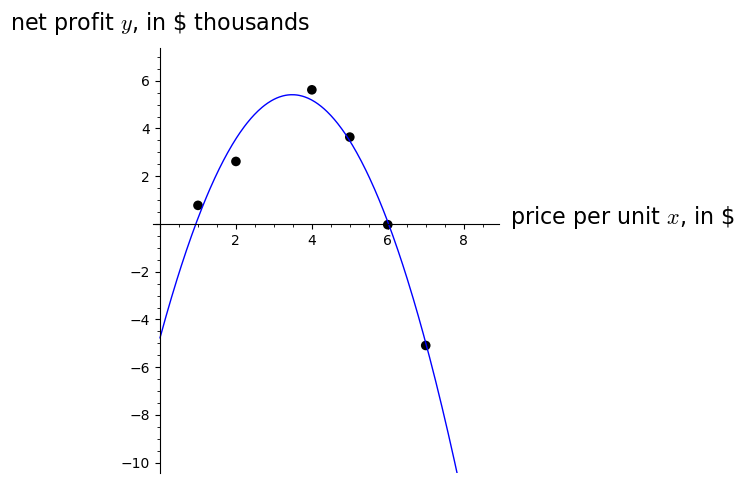 net profit y, in $ thousands
6
4
2
price per unit x, in $
2 4 6 8
−2
−4
−6
−8
−10